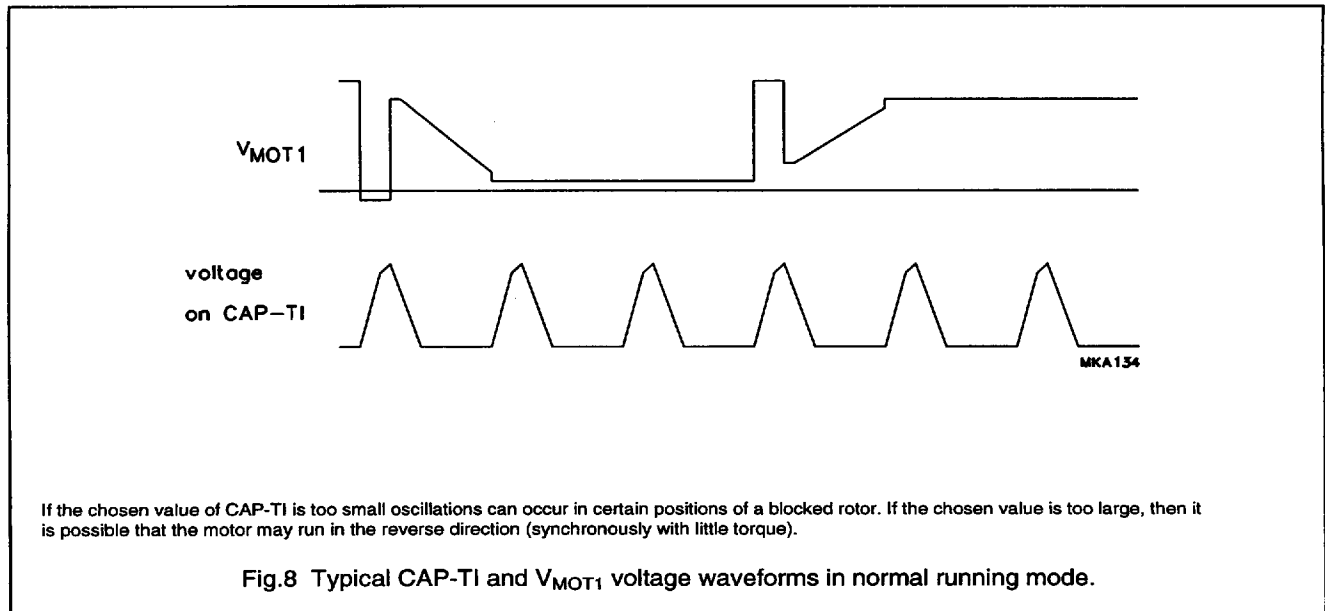 V_MOT1
voltage
on CAP-TI
MKA134
If the chosen value of CAP-TI is too small oscillations can occur in certain positions of a blocked rotor. If the chosen value is too large, then it
is possible that the motor may run in the reverse direction (synchronously with little torque).
Fig.8 Typical CAP-TI and V_MOT1 voltage waveforms in normal running mode.